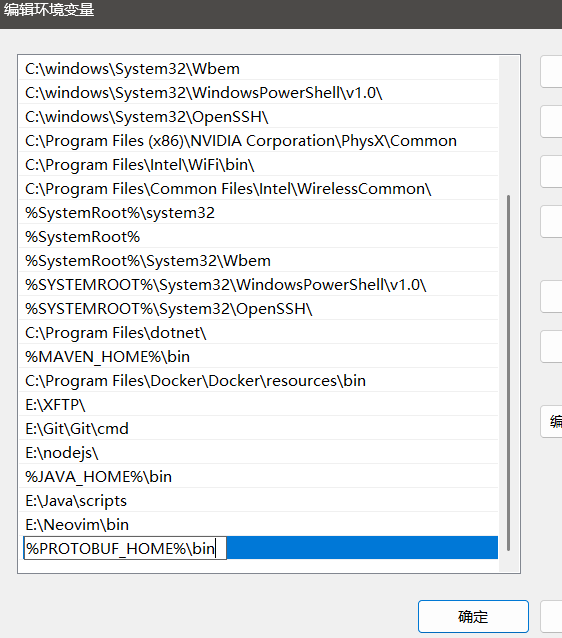 编辑环境变量
C:\windows\System32\Wbem
C:\windows\System32\WindowsPowerShell\v1.0\
C:\windows\System32\OpenSSH\
C:\Program Files (x86)\NVIDIA Corporation\PhysX\Common
C:\Program Files\Intel\WiFi\bin\
C:\Program Files\Common Files\Intel\WirelessCommon\
%SystemRoot%\system32
%SystemRoot%
%SystemRoot%\System32\Wbem
%SYSTEMROOT%\System32\WindowsPowerShell\v1.0\
%SYSTEMROOT%\System32\OpenSSH\
C:\Program Files\dotnet\
%MAVEN_HOME%\bin
C:\Program Files\Docker\Docker\resources\bin
E:\XFTP\
E:\Git\Git\cmd
E:\nodejs\
%JAVA_HOME%\bin
E:\Java\scripts
E:\Neovim\bin
%PROTOBUF_HOME%\bin
编
确定